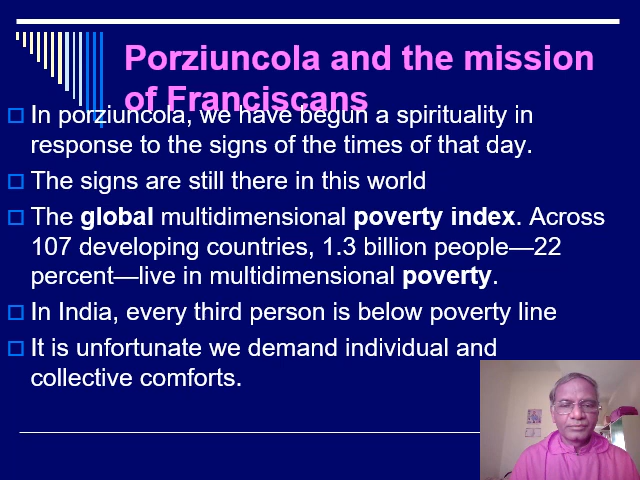 Porziuncola and the mission
of Franciscans
In porziuncola, we have begun a spirituality in
response to the signs of the times of that day.
The signs are still there in this world
The global multidimensional poverty index. Across
107 developing countries, 1.3 billion people—22
percent—live in multidimensional poverty.
In India, every third person is below poverty line
It is unfortunate we demand individual and
collective comforts.